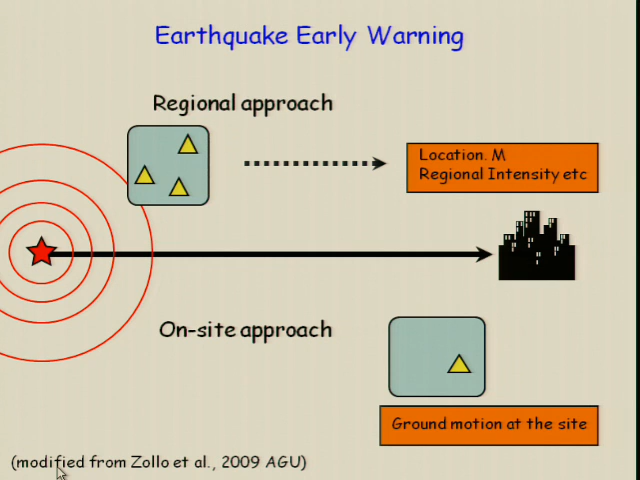 Earthquake Early Warning
Regional approach
Location. M
Regional Intensity etc
On-site approach
Ground motion at the site
(modified from Zollo et al., 2009 AGU)